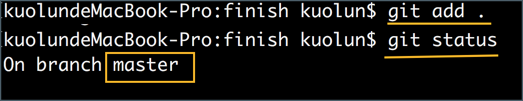 kuolundeMacBook-Pro:finish kuolun$ git add .
kuolundeMacBook-Pro:finish kuolun$ git status
On branch master